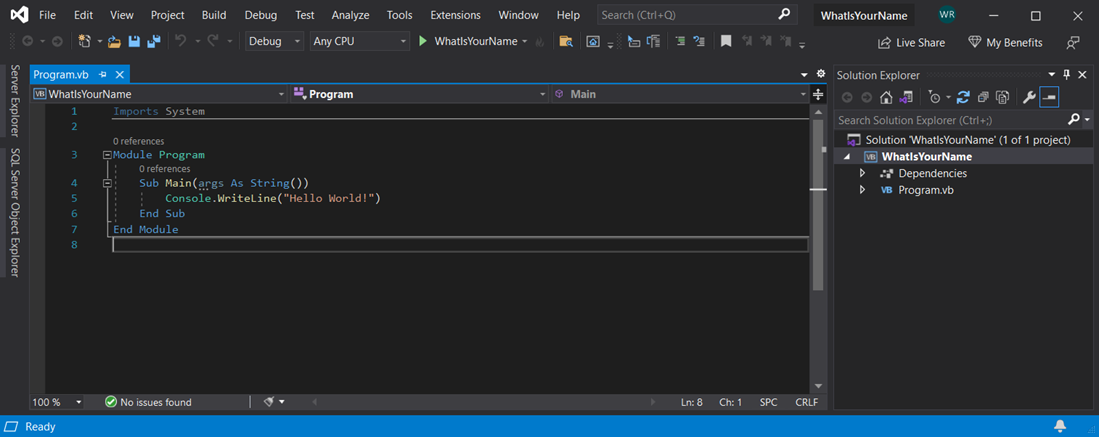 File Edit View Project Build Debug Test Analyze Tools Extensions Window Help Search (Ctrl+Q) WhatIsYourName WR
Debug Any CPU WhatIsYourName Live Share My Benefits
Server Explorer
SQL Server Object Explorer
Program.vb
WhatIsYourName Program Main
1 Imports System
2
0 references
3 Module Program
0 references
4 Sub Main(args As String())
5 Console.WriteLine("Hello World!")
6 End Sub
7 End Module
8
100 % No issues found Ln: 8 Ch: 1 SPC CRLF
Solution Explorer
Search Solution Explorer (Ctrl+;)
Solution 'WhatIsYourName' (1 of 1 project)
VB WhatIsYourName
Dependencies
VB Program.vb
Ready